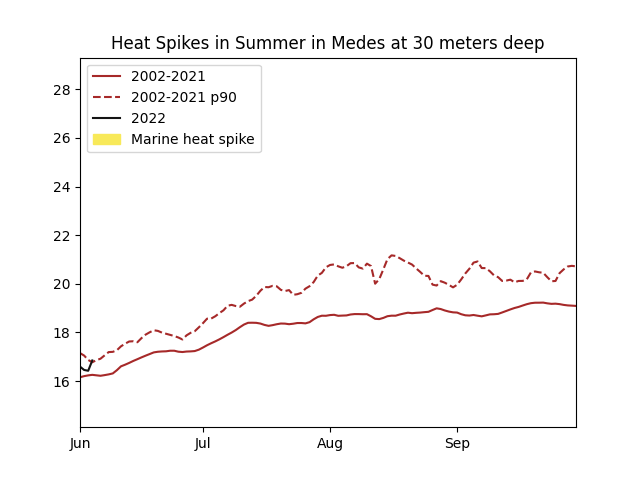 Heat Spikes in Summer in Medes at 30 meters deep
2002-2021
2002-2021 p90
2022
Marine heat spike
28
26
24
22
20
18
16
Jun
Jul
Aug
Sep